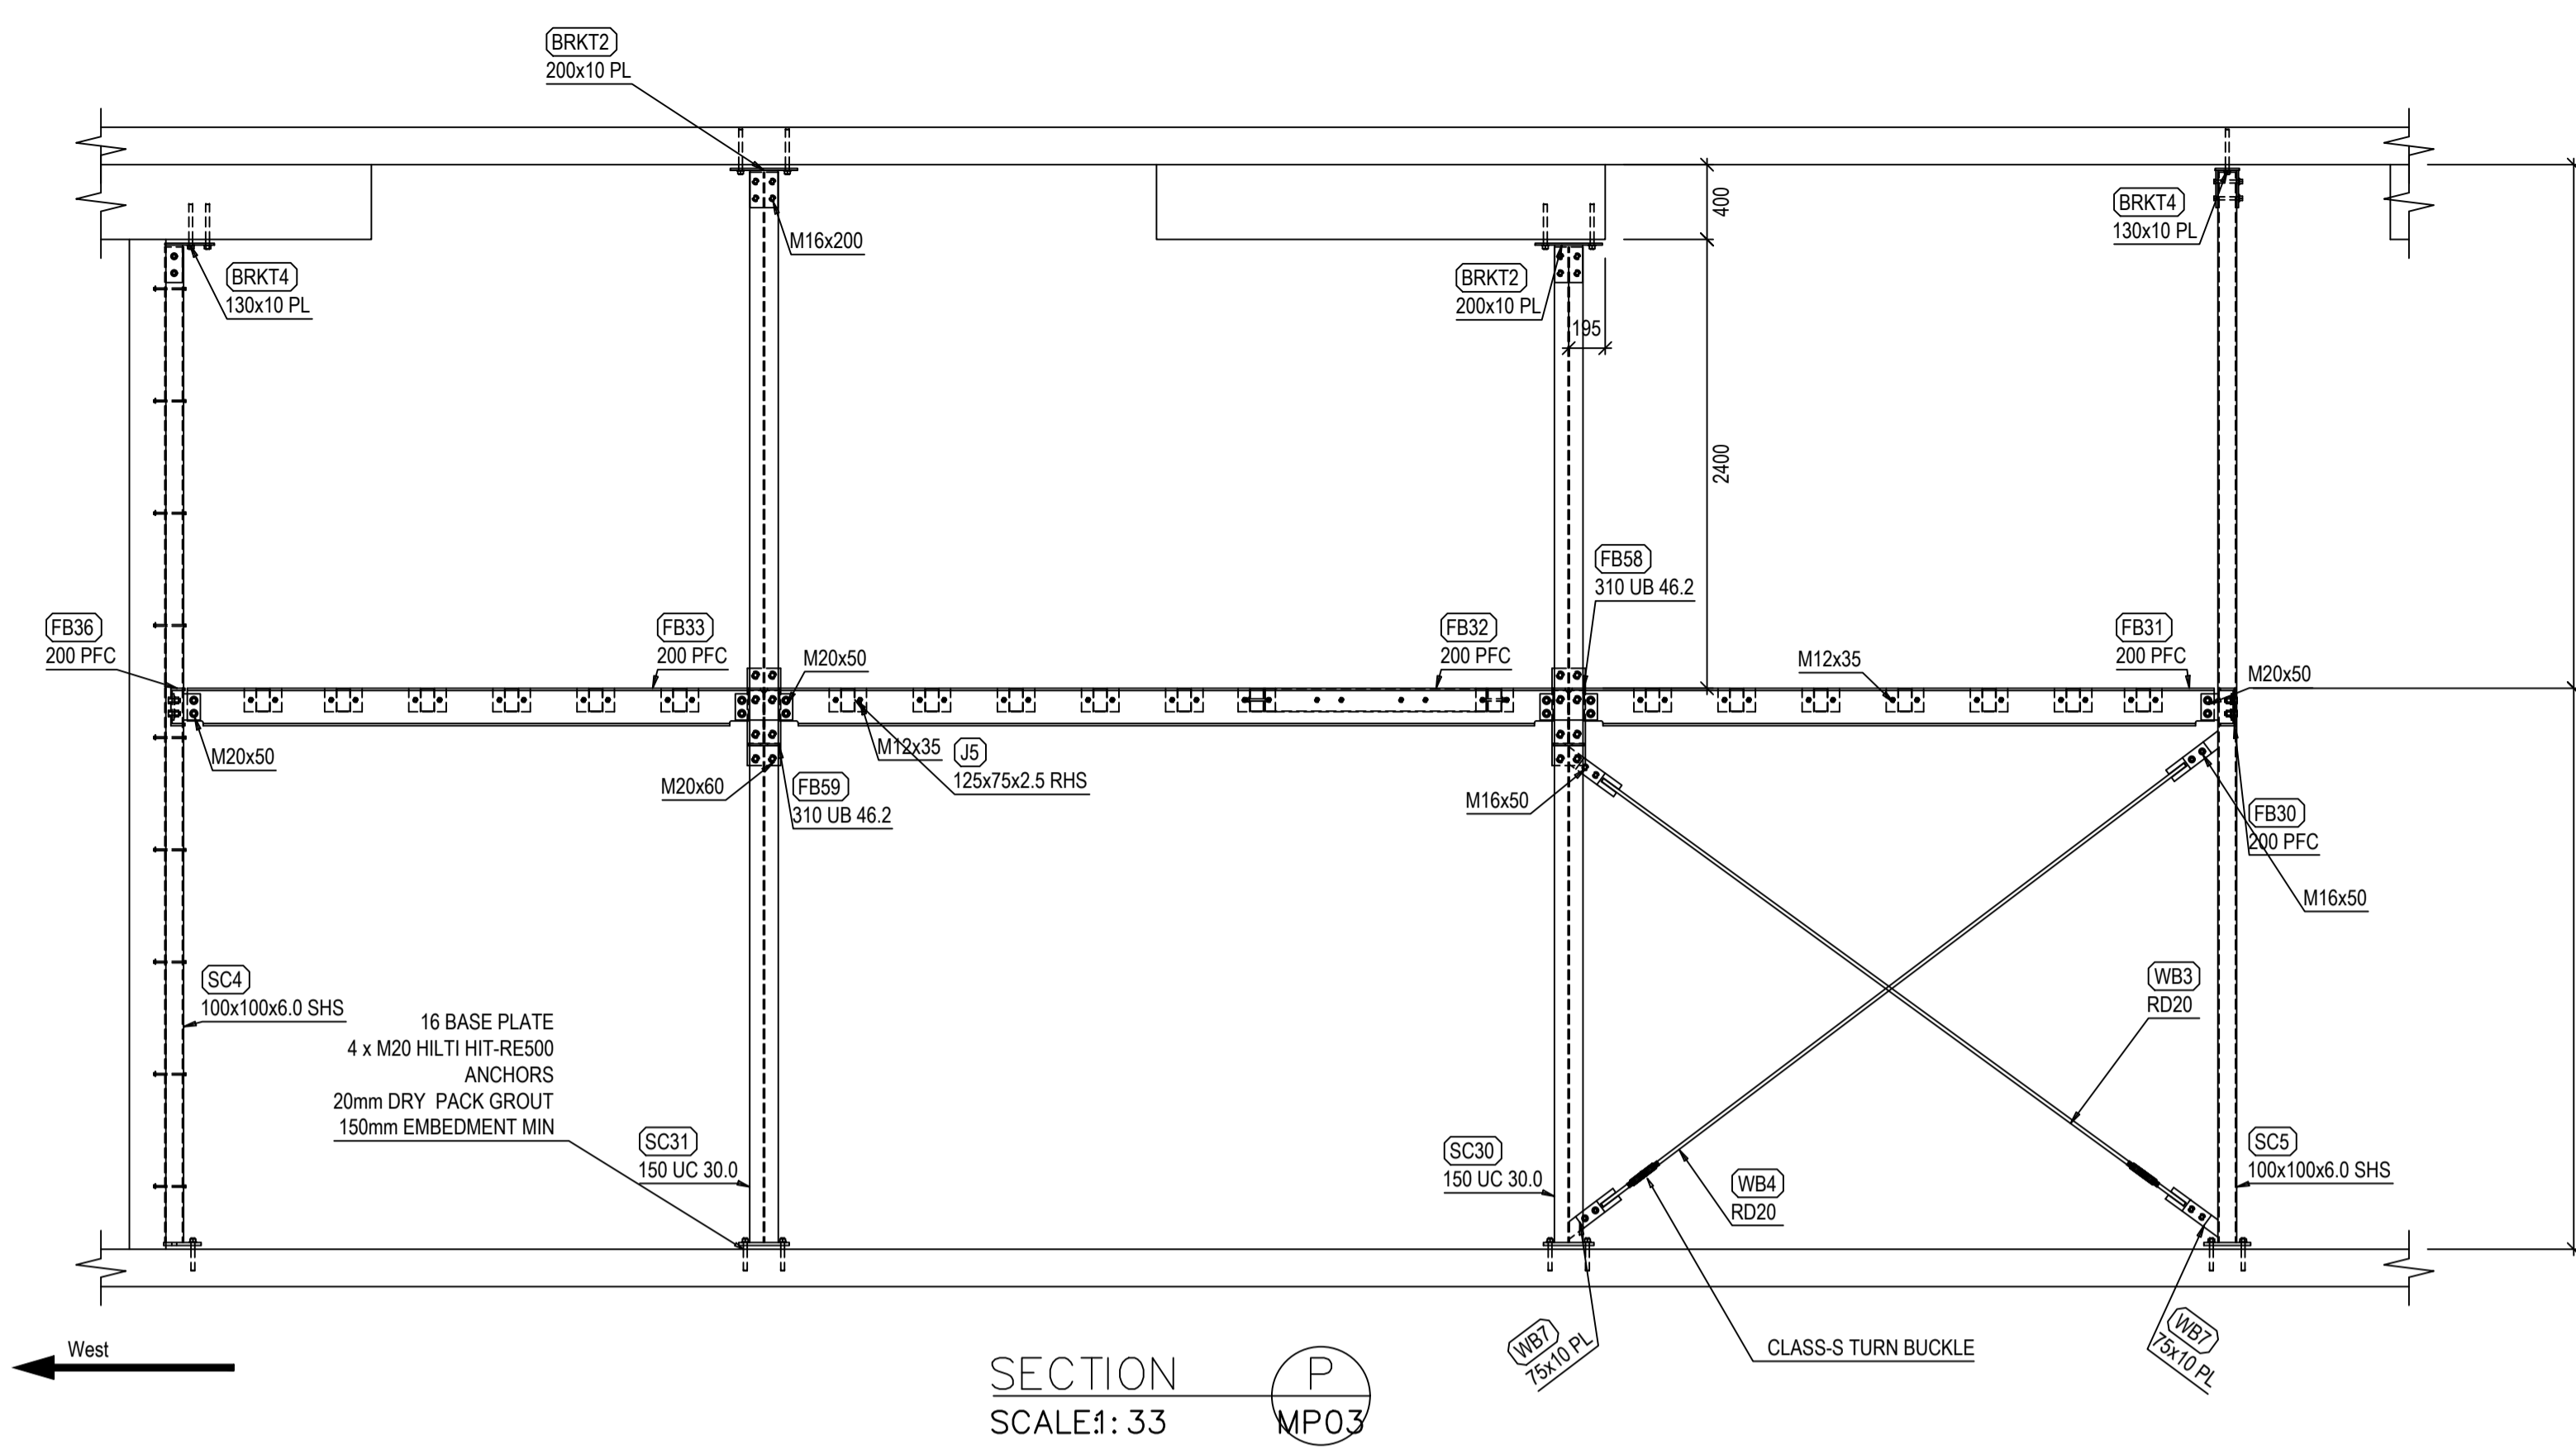 BRKT2
200x10 PL
400
M16x200
BRKT4
130x10 PL
BRKT4
130x10 PL
BRKT2
200x10 PL
195
2400
FB58
310 UB 46.2
FB36
200 PFC
FB33
200 PFC
M20x50
FB32
200 PFC
M12x35
FB31
200 PFC
M20x50
M20x50
M12x35
J5
125x75x2.5 RHS
M20x60
FB59
310 UB 46.2
M16x50
FB30
200 PFC
M16x50
SC4
100x100x6.0 SHS
WB3
RD20
16 BASE PLATE
4 x M20 HILTI HIT-RE500
ANCHORS
20mm DRY PACK GROUT
150mm EMBEDMENT MIN
SC31
150 UC 30.0
SC30
150 UC 30.0
WB4
RD20
SC5
100x100x6.0 SHS
West
WB7
75x10 PL
CLASS-S TURN BUCKLE
WB7
75x10 PL
SECTION
P
SCALE:1:33
MP03